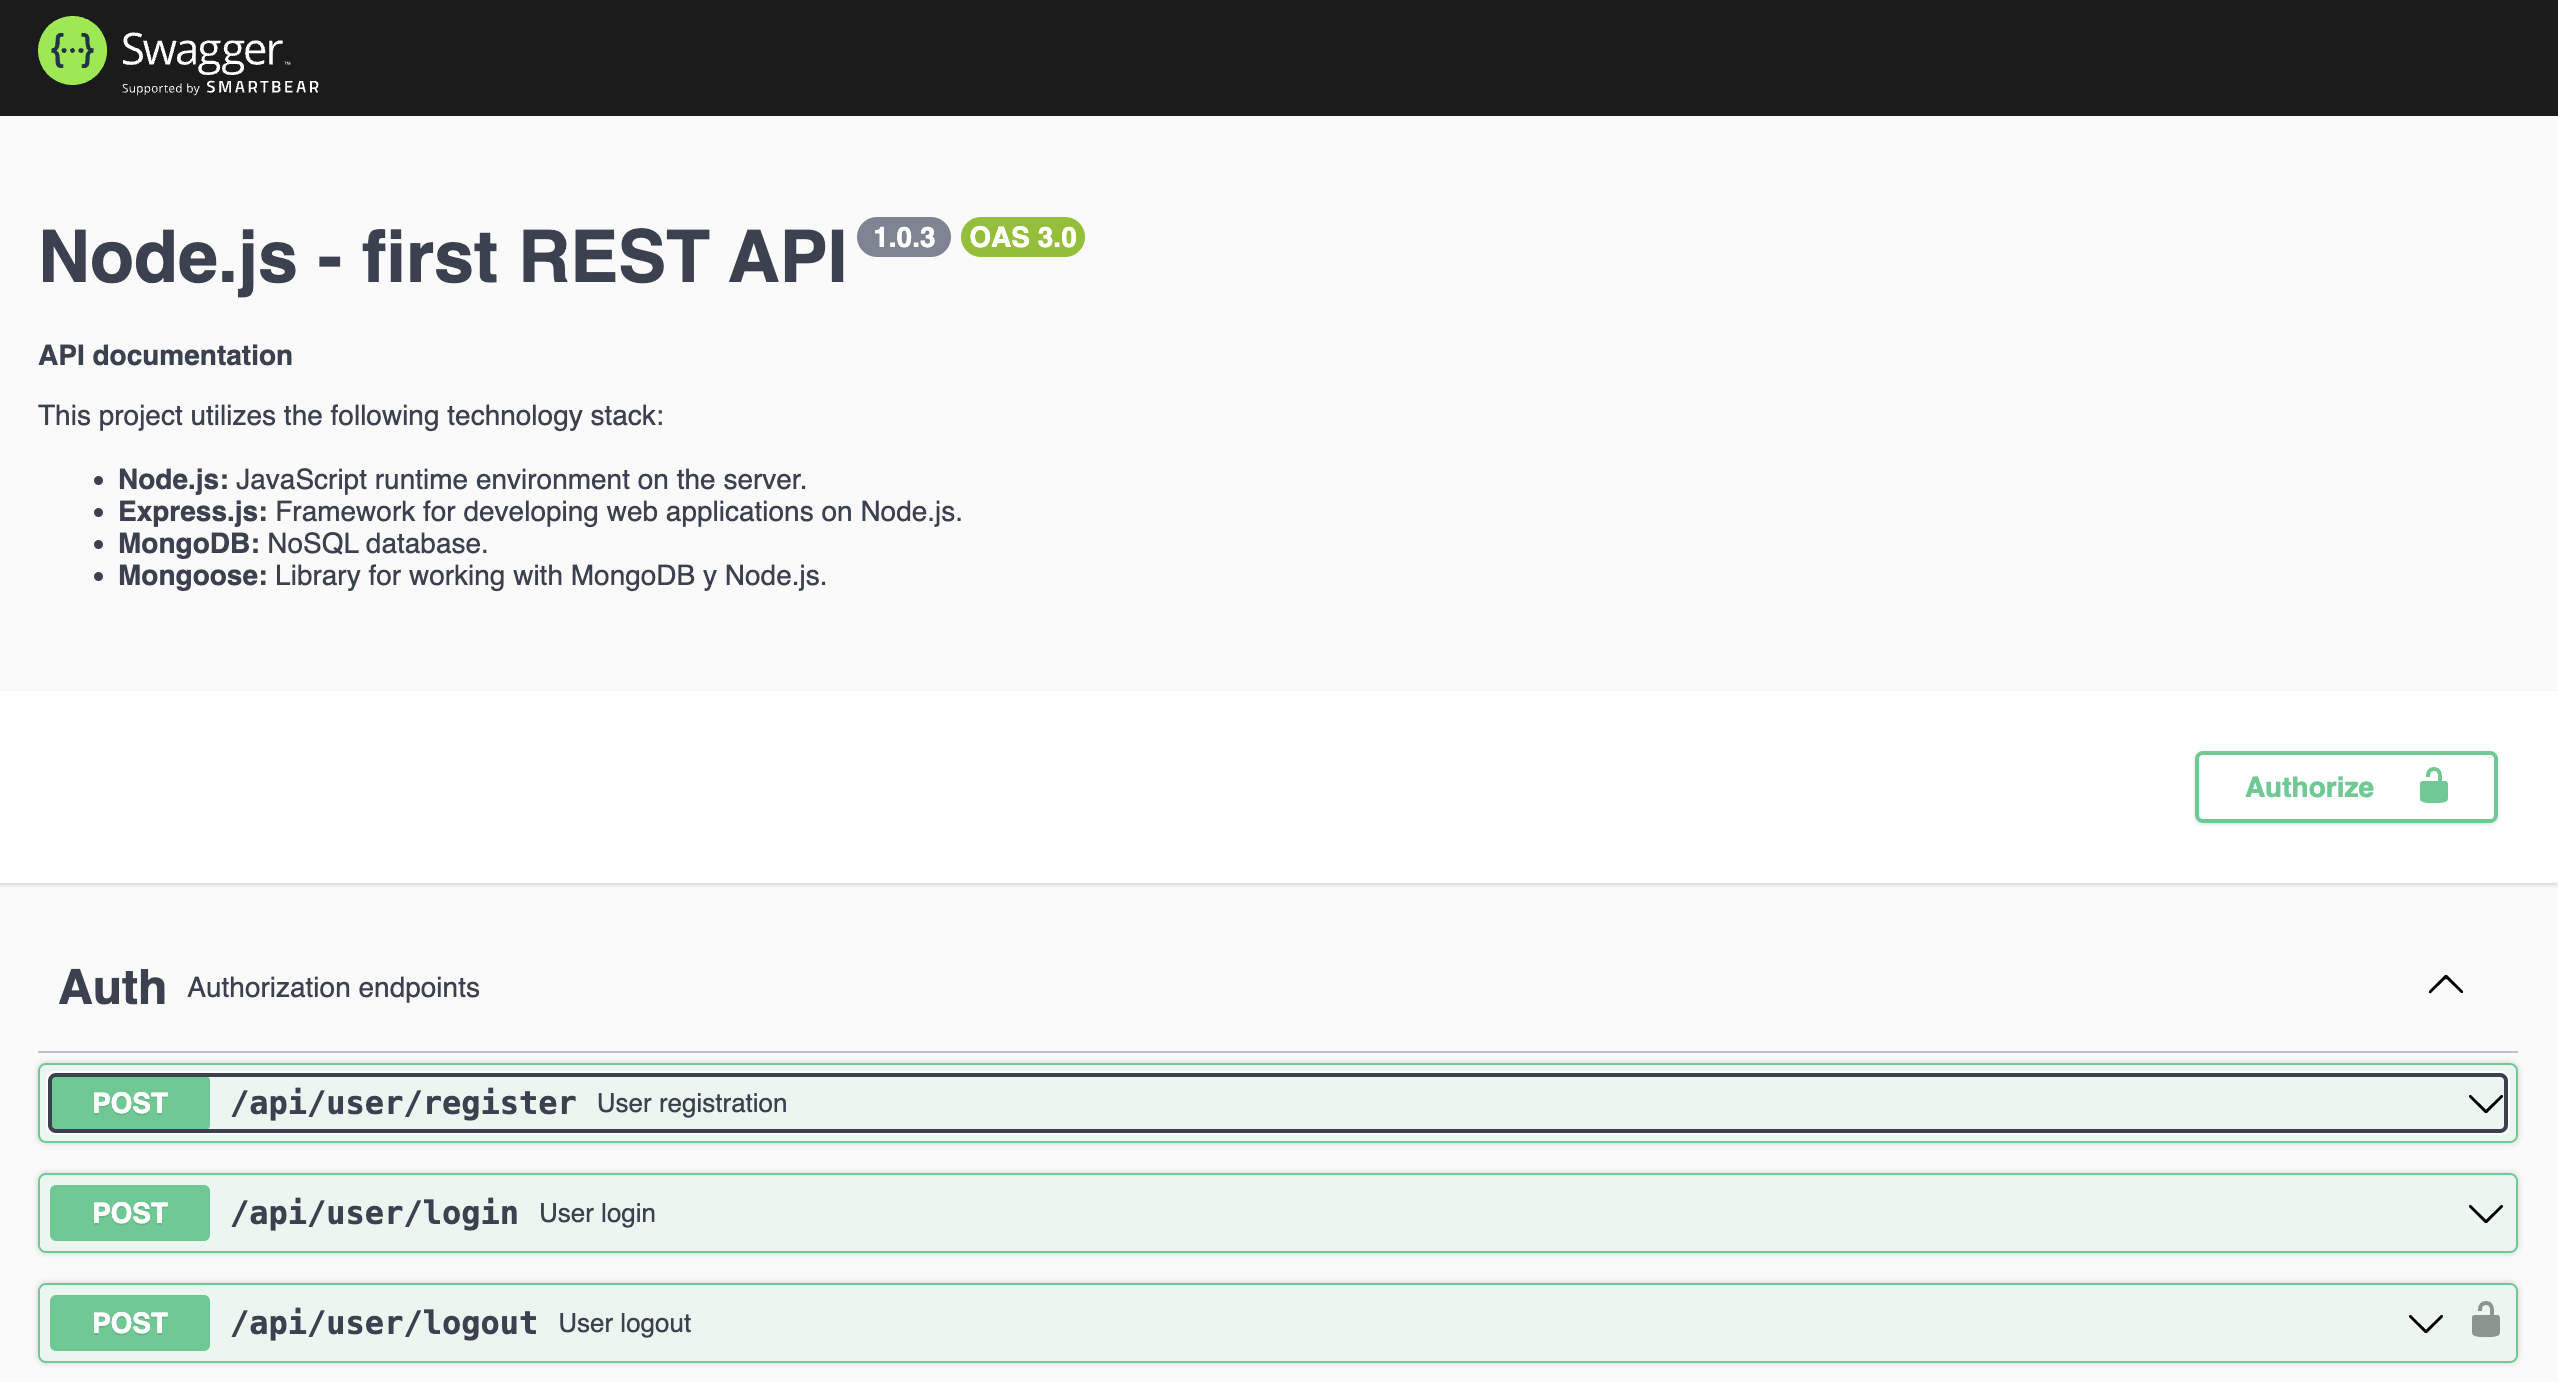 {...} Swagger™
Supported by SMARTBEAR
Node.js - first REST API 1.0.3 OAS 3.0
API documentation
This project utilizes the following technology stack:
• Node.js: JavaScript runtime environment on the server.
• Express.js: Framework for developing web applications on Node.js.
• MongoDB: NoSQL database.
• Mongoose: Library for working with MongoDB y Node.js.
Authorize
Auth Authorization endpoints
POST /api/user/register User registration
POST /api/user/login User login
POST /api/user/logout User logout